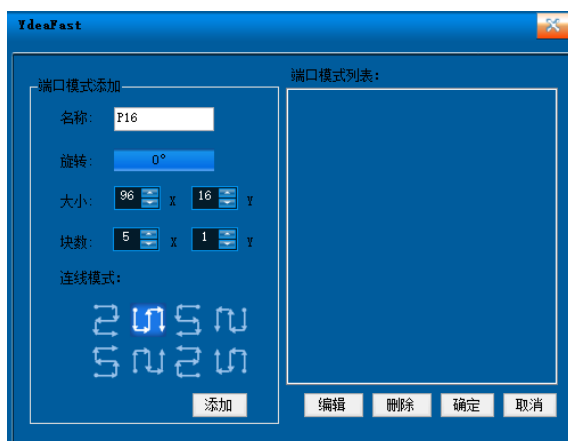 YdeaFast
端口模式添加
名称: P16
旋转: 0°
大小: 96 X 16 Y
块数: 5 X 1 Y
连线模式:
添加
端口模式列表:
编辑 删除 确定 取消